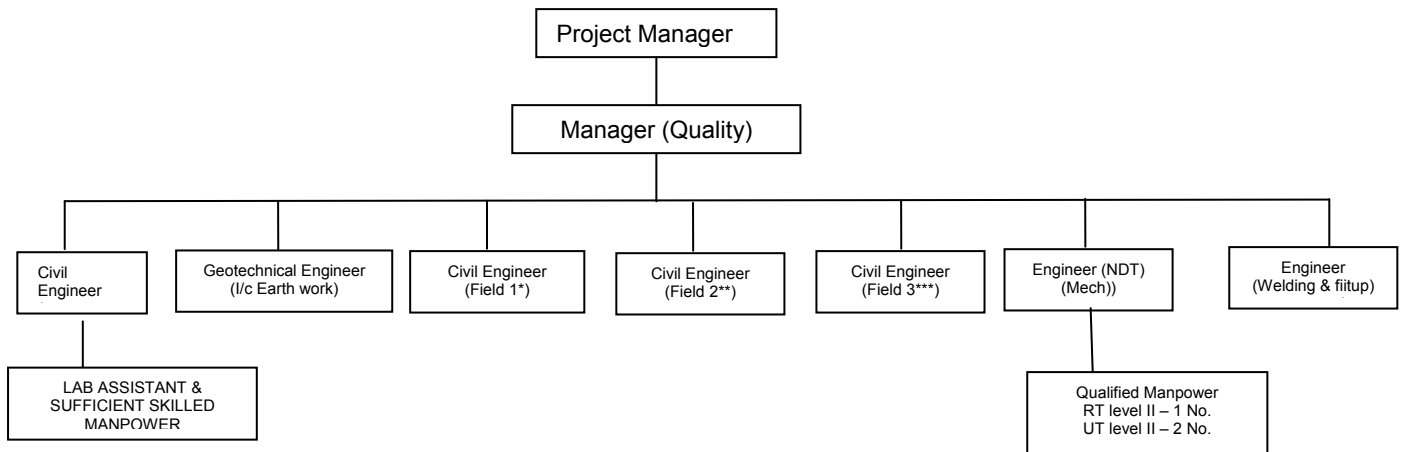 Project Manager
Manager (Quality)
Civil
Engineer
Geotechnical Engineer
(I/c Earth work)
Civil Engineer
(Field 1*)
Civil Engineer
(Field 2**)
Civil Engineer
(Field 3***)
Engineer (NDT)
(Mech))
Engineer
(Welding & fiitup)
LAB ASSISTANT &
SUFFICIENT SKILLED
MANPOWER
Qualified Manpower
RT level II – 1 No.
UT level II – 2 No.